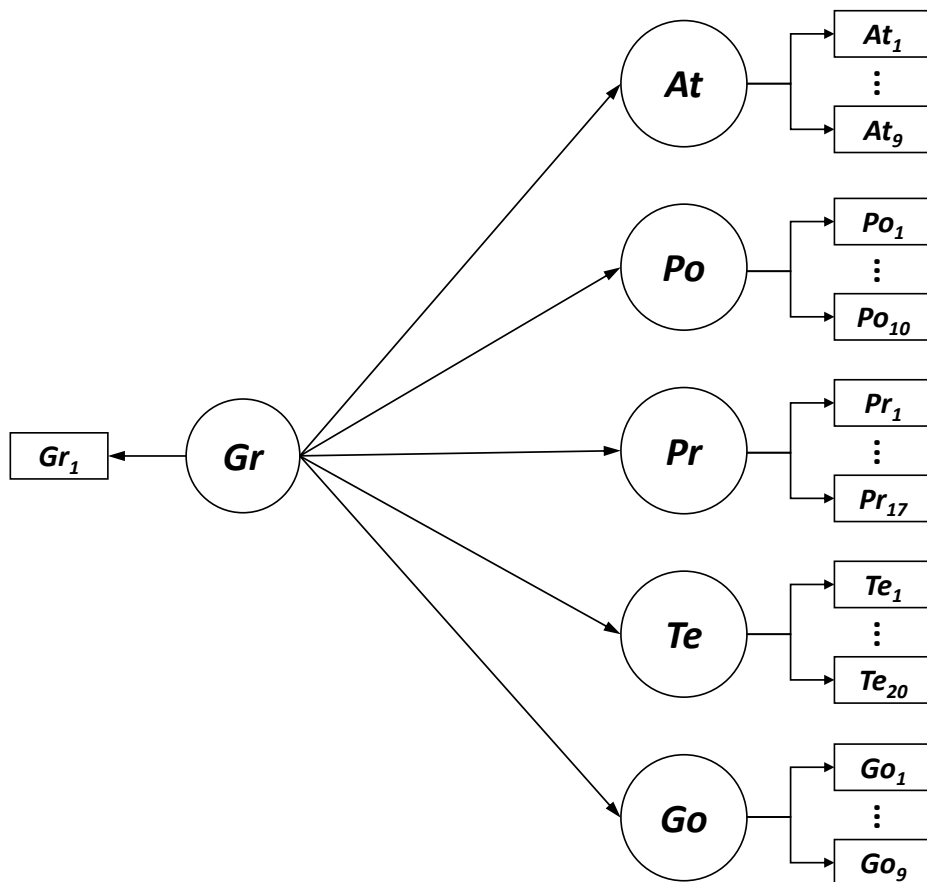 At
At₁
⋮
At₉
Po
Po₁
⋮
Po₁₀
Gr₁
Gr
Pr
Pr₁
⋮
Pr₁₇
Te
Te₁
⋮
Te₂₀
Go
Go₁
⋮
Go₉